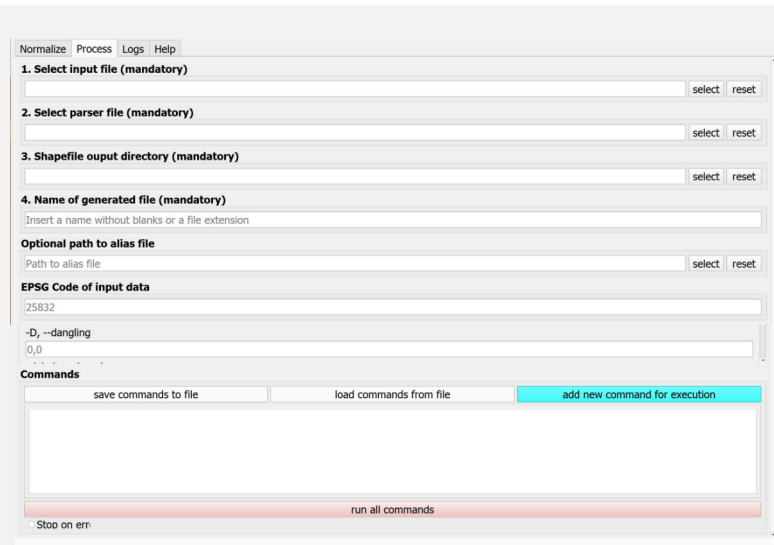 Normalize Process Logs Help
1. Select input file (mandatory)
select reset
2. Select parser file (mandatory)
select reset
3. Shapefile ouput directory (mandatory)
select reset
4. Name of generated file (mandatory)
Insert a name without blanks or a file extension
Optional path to alias file
Path to alias file select reset
EPSG Code of input data
25832
-D, --dangling
0,0
Commands
save commands to file load commands from file add new command for execution
run all commands
Stop on err